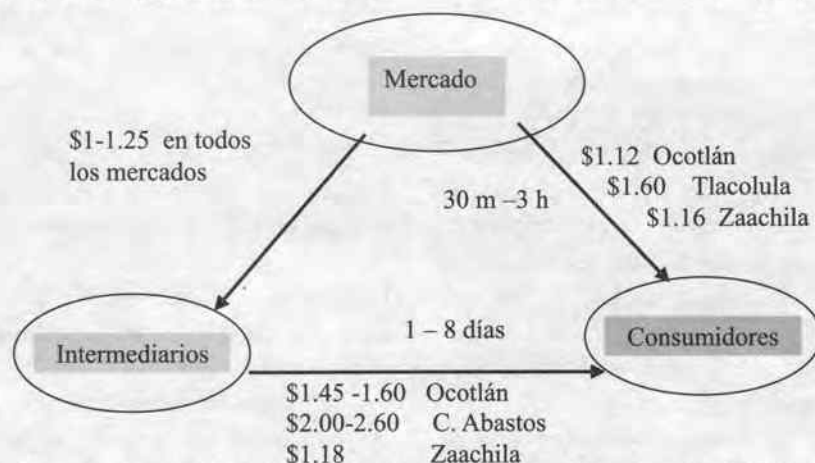 Mercado
$1-1.25 en todos
los mercados
$1.12 Ocotlán
$1.60 Tlacolula
$1.16 Zaachila
30 m –3 h
1 – 8 días
Intermediarios
Consumidores
$1.45 -1.60 Ocotlán
$2.00-2.60 C. Abastos
$1.18 Zaachila